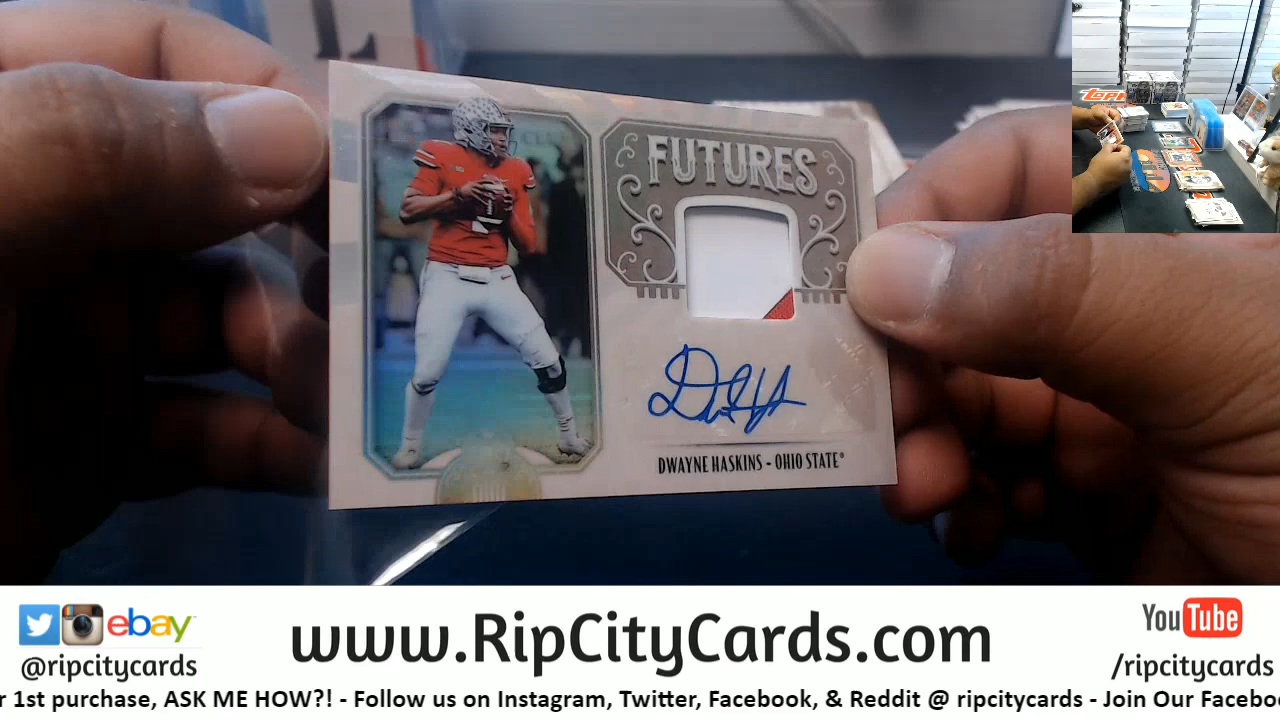 FUTURES
DWAYNE HASKINS - OHIO STATE®
ebay
@ripcitycards
www.RipCityCards.com
YouTube
/ripcitycards
r 1st purchase, ASK ME HOW?! - Follow us on Instagram, Twitter, Facebook, & Reddit @ ripcitycards - Join Our Facebo